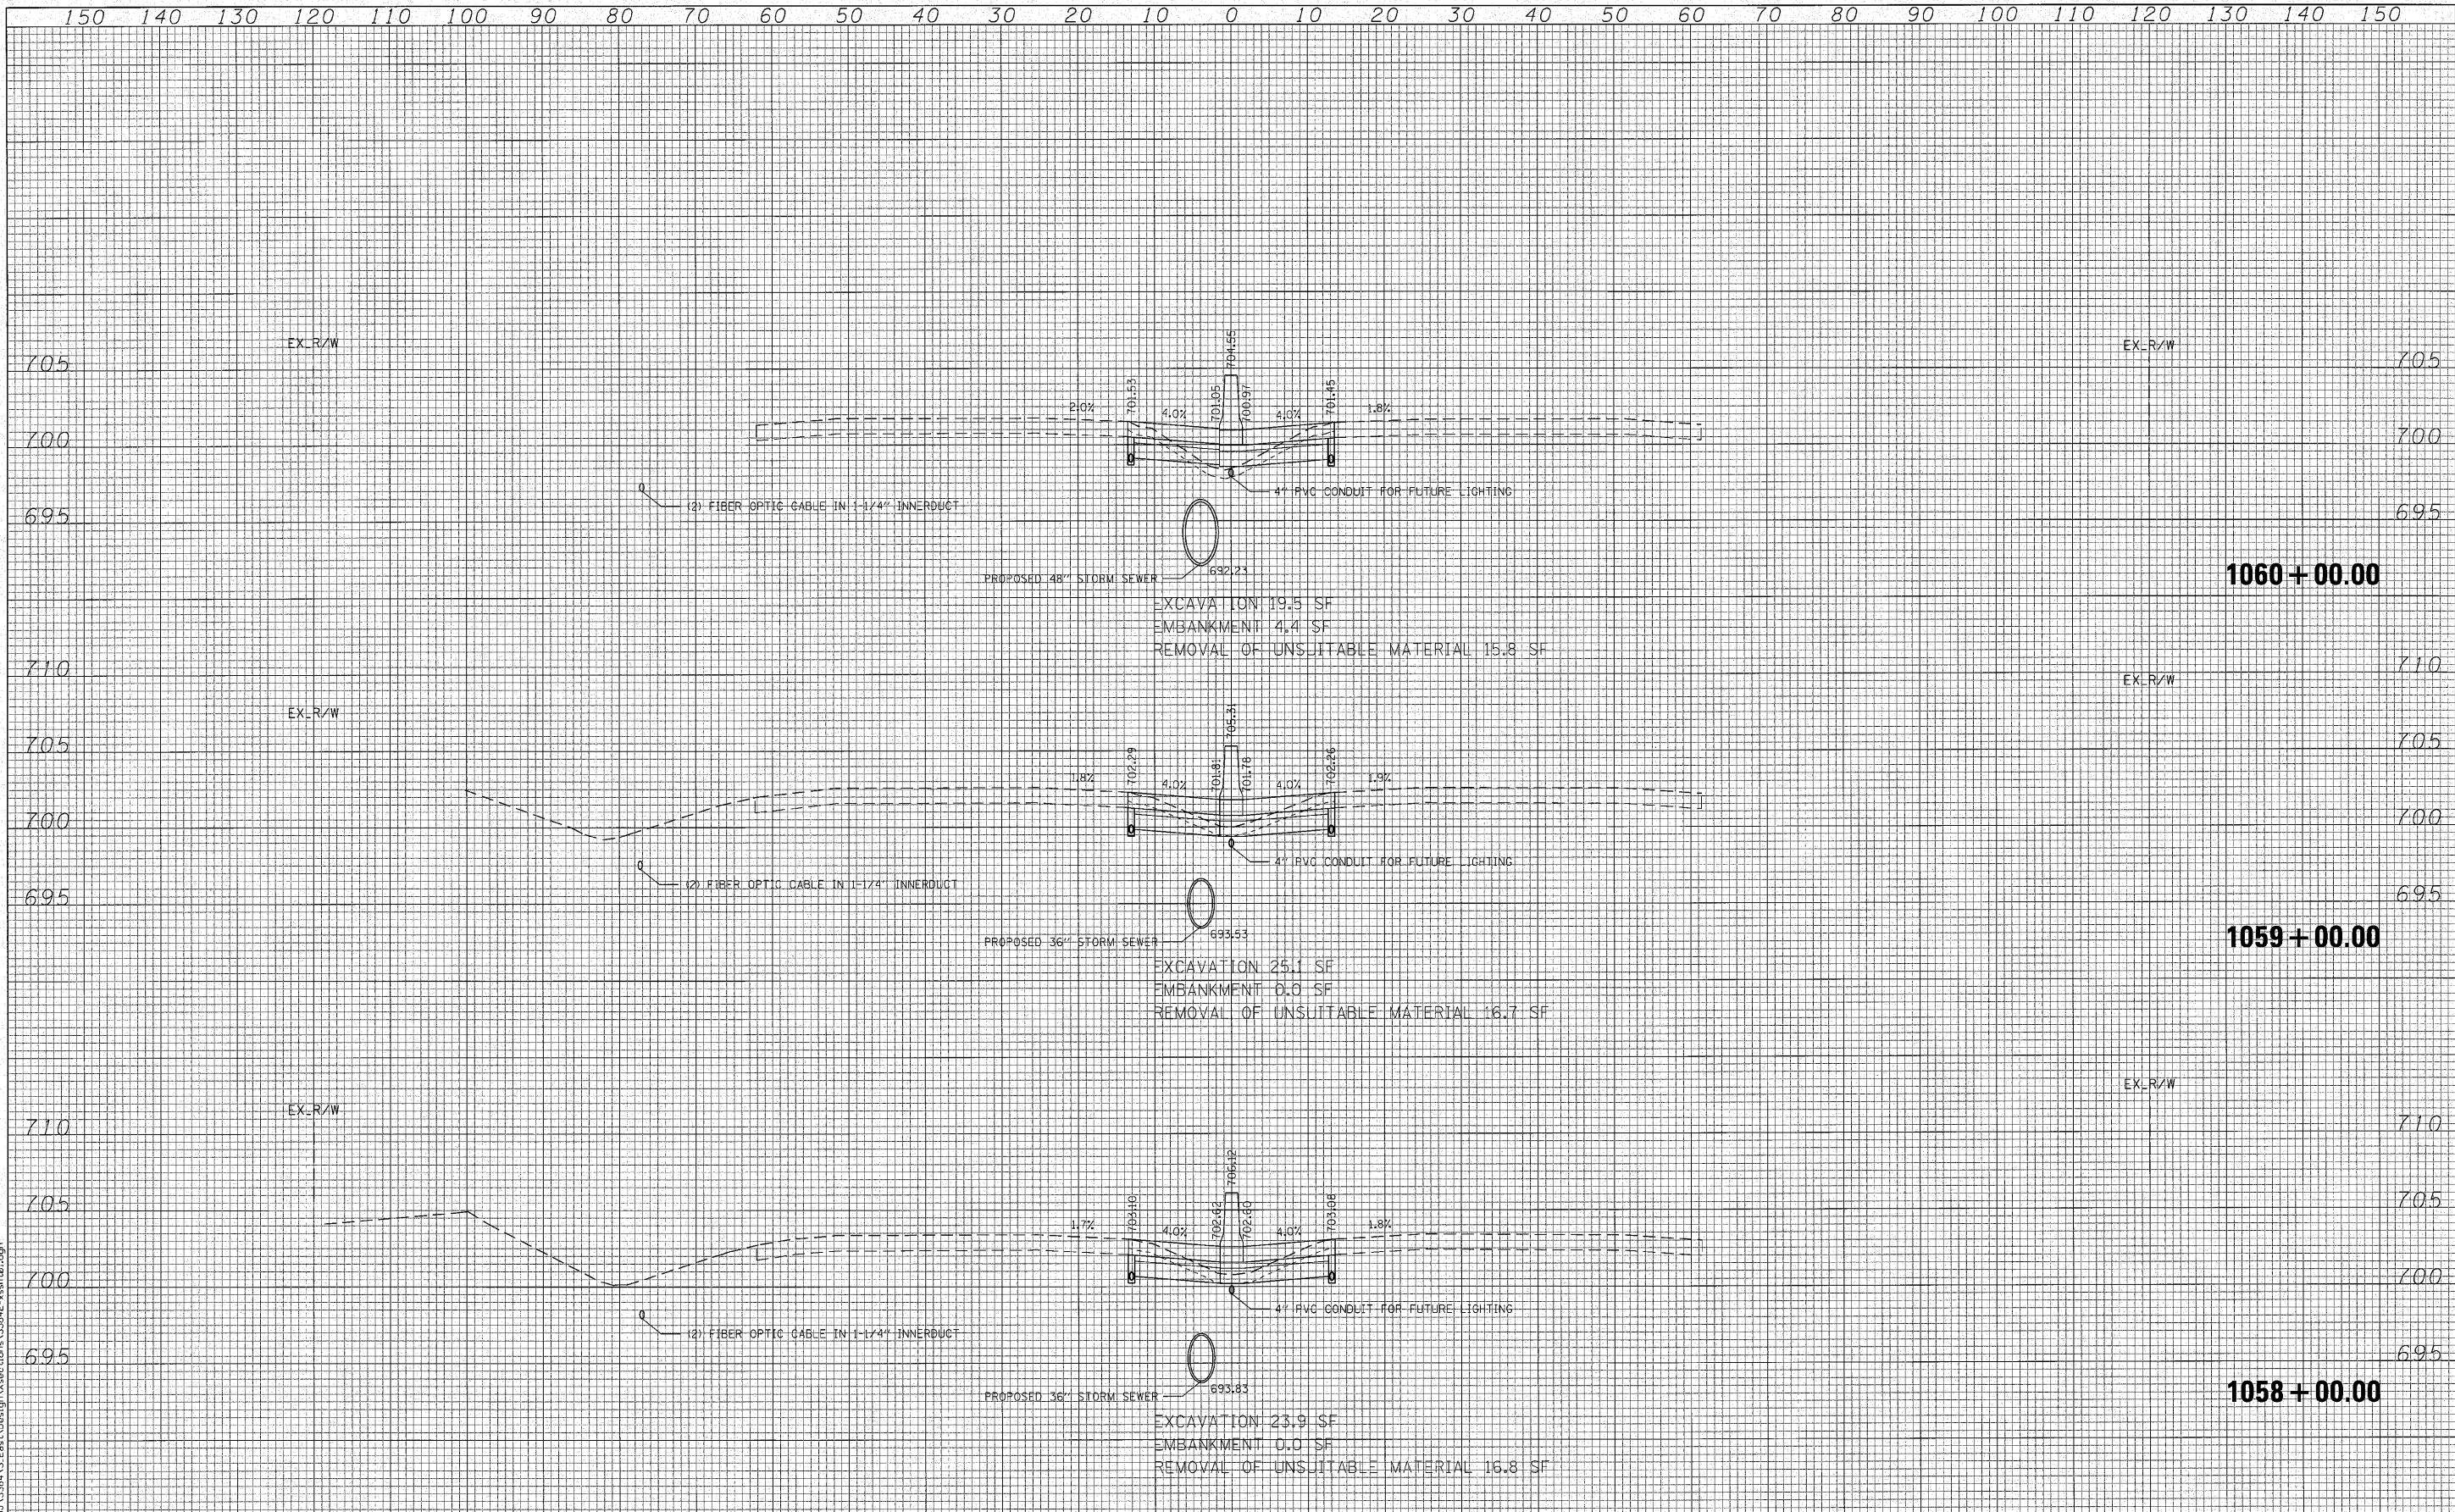 150 140 130 120 110 100 90 80 70 60 50 40 30 20 10 0 10 20 30 40 50 60 70 80 90 100 110 120 130 140 150
EX_R/W
EX_R/W
704.55
705
705
701.53
701.05
700.97
701.45
2.0%
4.0%
4.0%
1.8%
700
700
4" PVC CONDUIT FOR FUTURE LIGHTING
(2) FIBER OPTIC CABLE IN 1-1/4" INNERDUCT
695
695
692.23
PROPOSED 48" STORM SEWER
1060+00.00
EXCAVATION 19.5 SF
EMBANKMENT 4.4 SF
REMOVAL OF UNSUITABLE MATERIAL 15.8 SF
710
710
EX_R/W
EX_R/W
705.31
705
705
702.29
701.81
701.78
702.26
1.8%
4.0%
4.0%
1.9%
700
700
4" PVC CONDUIT FOR FUTURE LIGHTING
(2) FIBER OPTIC CABLE IN 1-1/4" INNERDUCT
695
695
693.53
PROPOSED 36" STORM SEWER
1059+00.00
EXCAVATION 25.1 SF
EMBANKMENT 0.0 SF
REMOVAL OF UNSUITABLE MATERIAL 16.7 SF
EX_R/W
EX_R/W
710
710
706.12
705
705
703.10
702.62
702.60
703.08
1.7%
4.0%
4.0%
1.8%
700
700
4" PVC CONDUIT FOR FUTURE LIGHTING
(2) FIBER OPTIC CABLE IN 1-1/4" INNERDUCT
695
695
693.83
PROPOSED 36" STORM SEWER
1058+00.00
EXCAVATION 23.9 SF
EMBANKMENT 0.0 SF
REMOVAL OF UNSUITABLE MATERIAL 16.8 SF